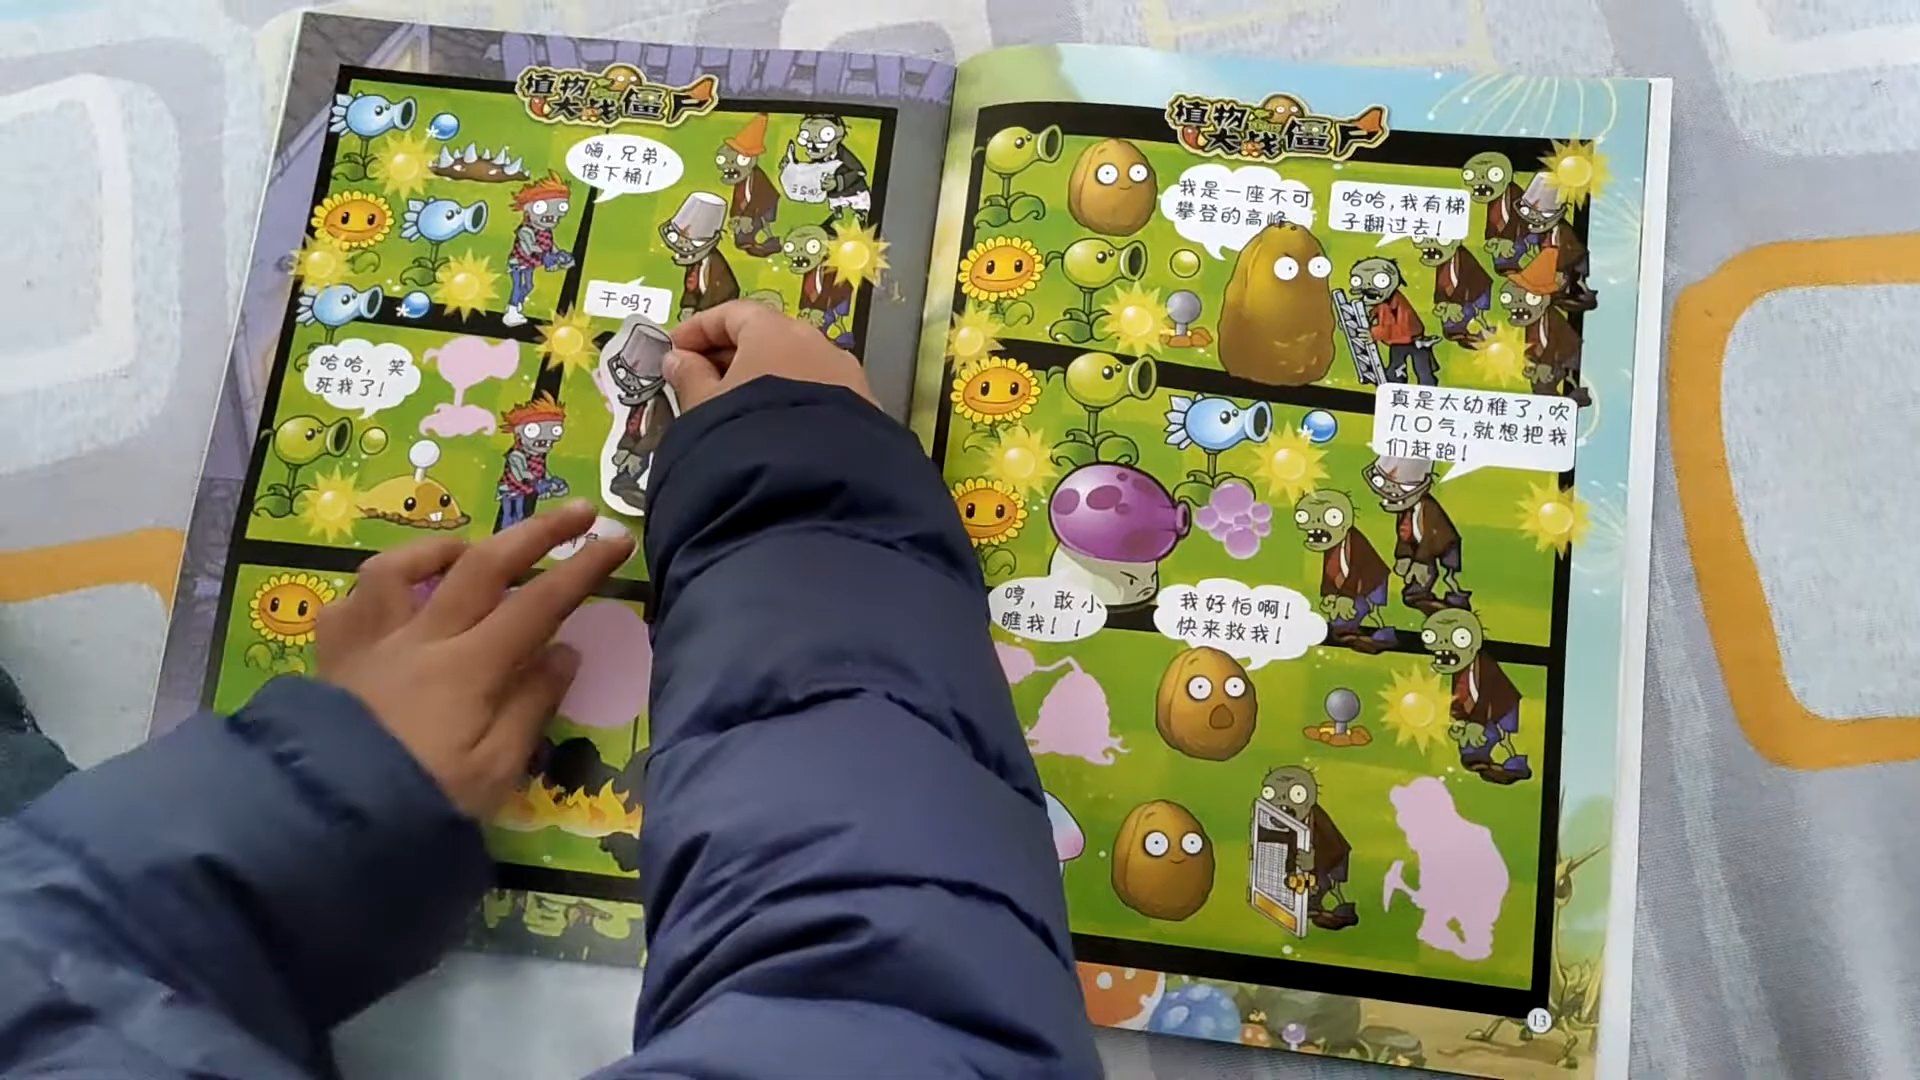 植物
大战僵尸
嗨,兄弟,
借下桶!
干吗?
哈哈,笑
死我了!
植物
大战僵尸
我是一座不可
攀登的高峰
哈哈,我有梯
子翻过去!
真是太幼稚了,吹
几口气,就想把我
们赶跑!
哼,敢小
瞧我!!
我好怕啊!
快来救我!
13